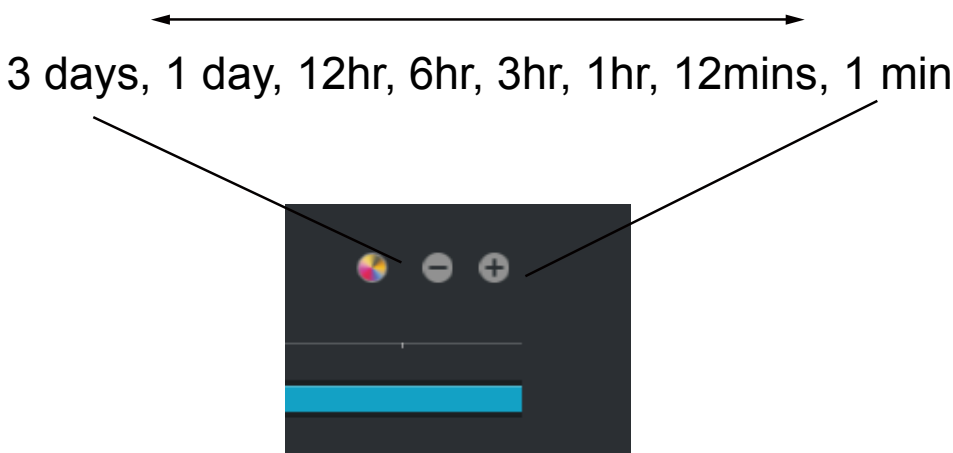 3 days, 1 day, 12hr, 6hr, 3hr, 1hr, 12mins, 1 min